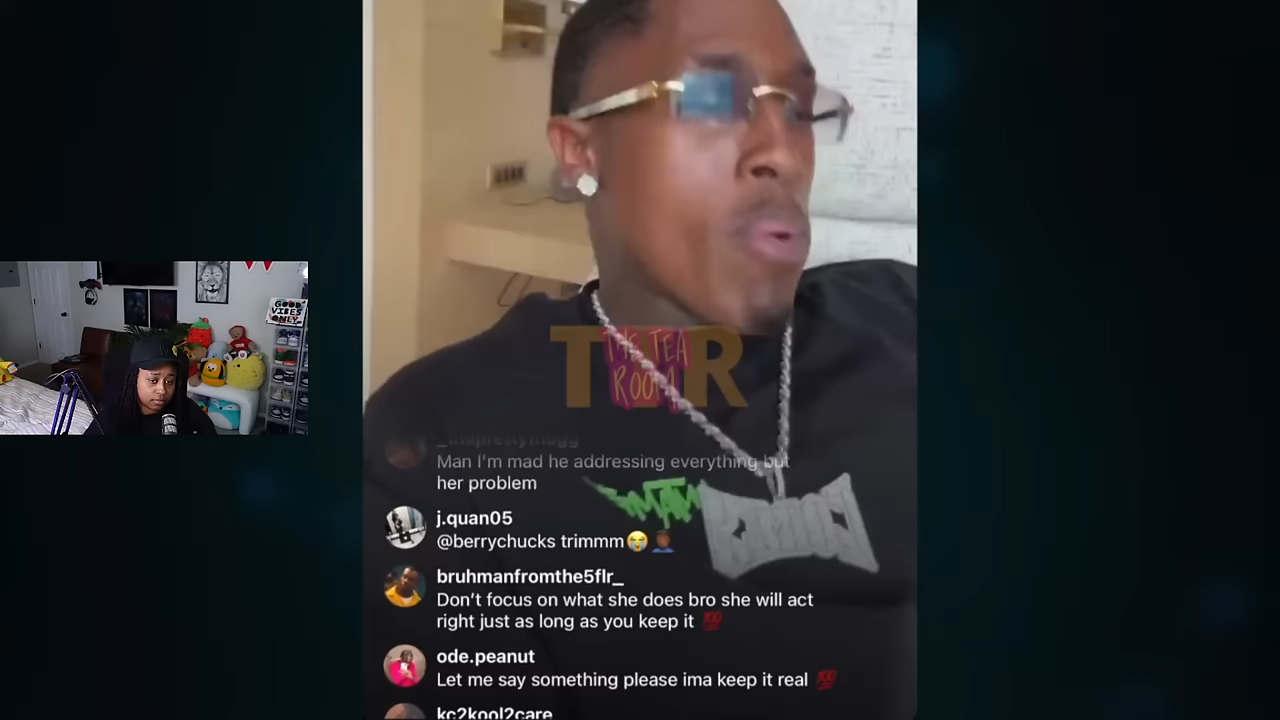 GOOD
VIBES
ONLY
T R
THE TEA
ROOM
Man I'm mad he addressing everything but
her problem
j.quan05
@berrychucks trimmm😭🤦🏾‍♂️
bruhmanfromthe5flr_
Don't focus on what she does bro she will act
right just as long as you keep it 💯
ode.peanut
Let me say something please ima keep it real 💯
kc2kool2care